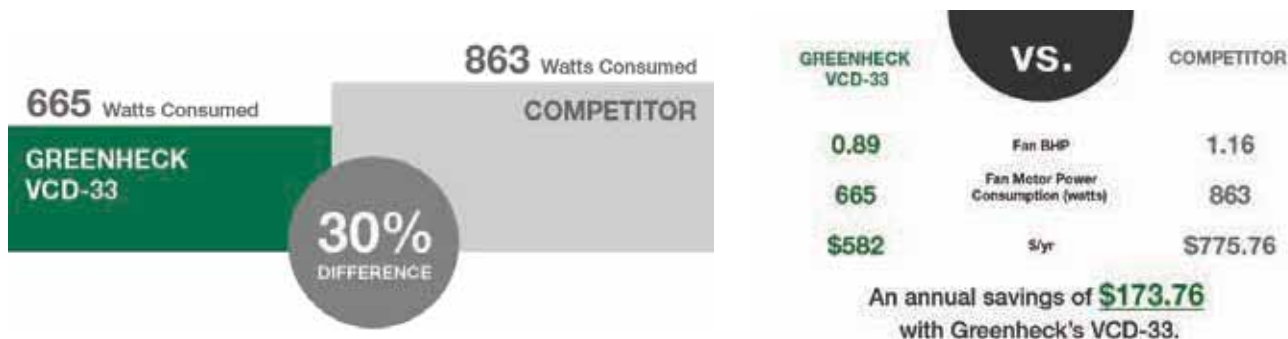 863 Watts Consumed
665 Watts Consumed
COMPETITOR
GREENHECK
VCD-33
30%
DIFFERENCE
vs.
GREENHECK
VCD-33
COMPETITOR
0.89 Fan BHP 1.16
665 Fan Motor Power
Consumption (watts) 863
$582 $/yr $775.76
An annual savings of $173.76
with Greenheck's VCD-33.